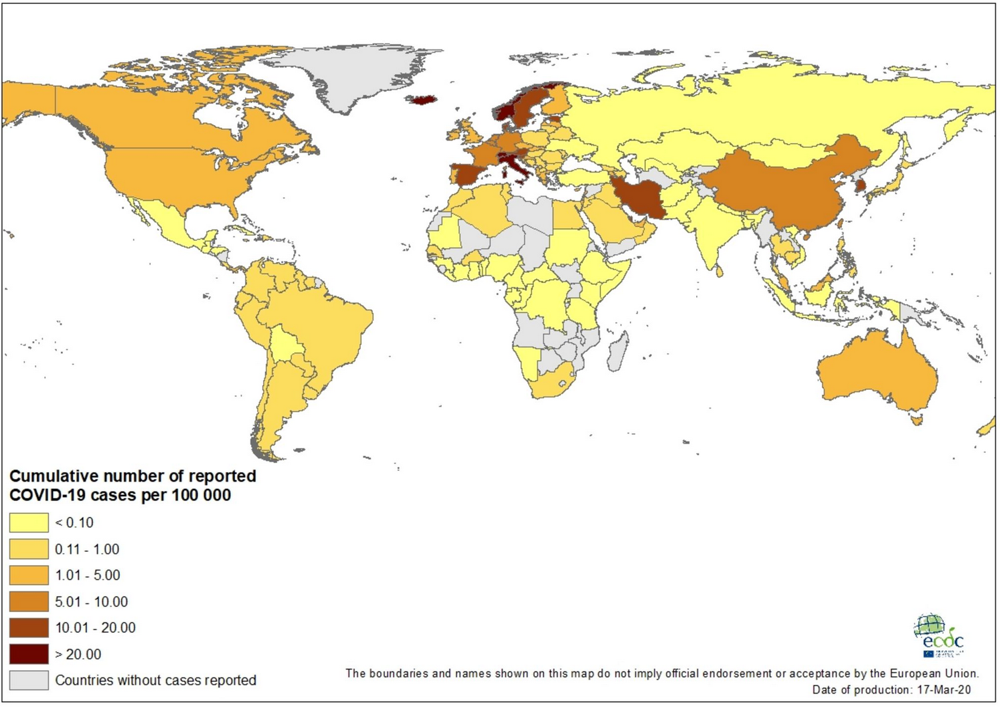 Cumulative number of reported
COVID-19 cases per 100 000
< 0.10
0.11 - 1.00
1.01 - 5.00
5.01 - 10.00
10.01 - 20.00
> 20.00
Countries without cases reported
ecdc
The boundaries and names shown on this map do not imply official endorsement or acceptance by the European Union.
Date of production: 17-Mar-20